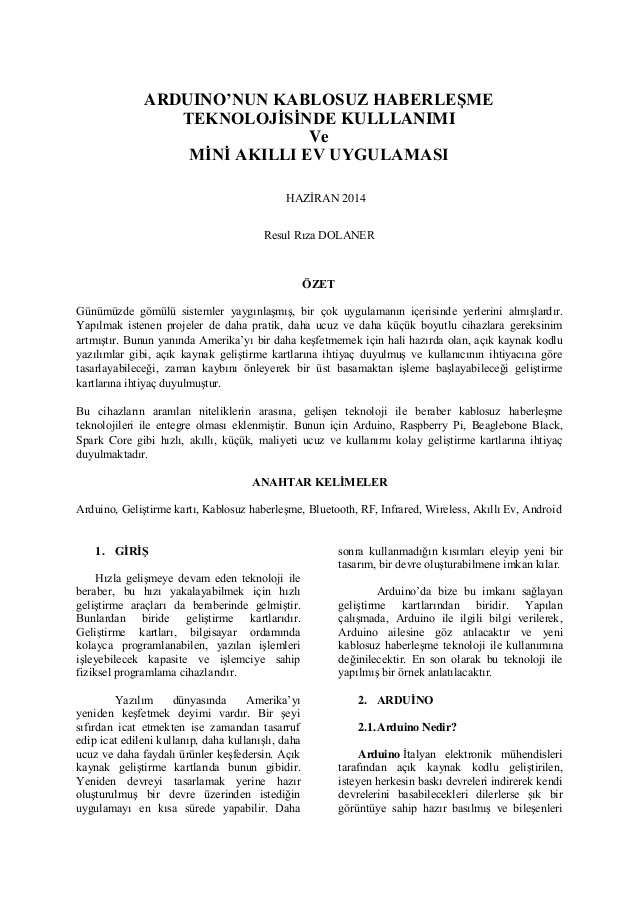 ARDUINO’NUN KABLOSUZ HABERLEŞME
TEKNOLOJİSİNDE KULLLANIMI
Ve
MİNİ AKILLI EV UYGULAMASI
HAZİRAN 2014
Resul Rıza DOLANER
ÖZET
Günümüzde gömülü sistemler yaygınlaşmış, bir çok uygulamanın içerisinde yerlerini almışlardır.
Yapılmak istenen projeler de daha pratik, daha ucuz ve daha küçük boyutlu cihazlara gereksinim
artmıştır. Bunun yanında Amerika’yı bir daha keşfetmemek için hali hazırda olan, açık kaynak kodlu
yazılımlar gibi, açık kaynak geliştirme kartlarına ihtiyaç duyulmuş ve kullanıcının ihtiyacına göre
tasarlayabileceği, zaman kaybını önleyerek bir üst basamaktan işleme başlayabileceği geliştirme
kartlarına ihtiyaç duyulmuştur.
Bu cihazların aranılan niteliklerin arasına, gelişen teknoloji ile beraber kablosuz haberleşme
teknolojileri ile entegre olması eklenmiştir. Bunun için Arduino, Raspberry Pi, Beaglebone Black,
Spark Core gibi hızlı, akıllı, küçük, maliyeti ucuz ve kullanımı kolay geliştirme kartlarına ihtiyaç
duyulmaktadır.
ANAHTAR KELİMELER
Arduino, Geliştirme kartı, Kablosuz haberleşme, Bluetooth, RF, Infrared, Wireless, Akıllı Ev, Android
1. GİRİŞ
Hızla gelişmeye devam eden teknoloji ile
beraber, bu hızı yakalayabilmek için hızlı
geliştirme araçları da beraberinde gelmiştir.
Bunlardan biride geliştirme kartlarıdır.
Geliştirme kartları, bilgisayar ordamında
kolayca programlanabilen, yazılan işlemleri
işleyebilecek kapasite ve işlemciye sahip
fiziksel programlama cihazlarıdır.
Yazılım dünyasında Amerika’yı
yeniden keşfetmek deyimi vardır. Bir şeyi
sıfırdan icat etmekten ise zamandan tasarruf
edip icat edileni kullanıp, daha kullanışlı, daha
ucuz ve daha faydalı ürünler keşfedersin. Açık
kaynak geliştirme kartlarıda bunun gibidir.
Yeniden devreyi tasarlamak yerine hazır
oluşturulmuş bir devre üzerinden istediğin
uygulamayı en kısa sürede yapabilir. Daha
sonra kullanmadığın kısımları eleyip yeni bir
tasarım, bir devre oluşturabilmene imkan kılar.
Arduino’da bize bu imkanı sağlayan
geliştirme kartlarından biridir. Yapılan
çalışmada, Arduino ile ilgili bilgi verilerek,
Arduino ailesine göz atılacaktır ve yeni
kablosuz haberleşme teknoloji ile kullanımına
değinilecektir. En son olarak bu teknoloji ile
yapılmış bir örnek anlatılacaktır.
2. ARDUİNO
2.1.Arduino Nedir?
Arduino İtalyan elektronik mühendisleri
tarafından açık kaynak kodlu geliştirilen,
isteyen herkesin baskı devreleri indirerek kendi
devrelerini basabilecekleri dilerlerse şık bir
görüntüye sahip hazır basılmış ve bileşenleri